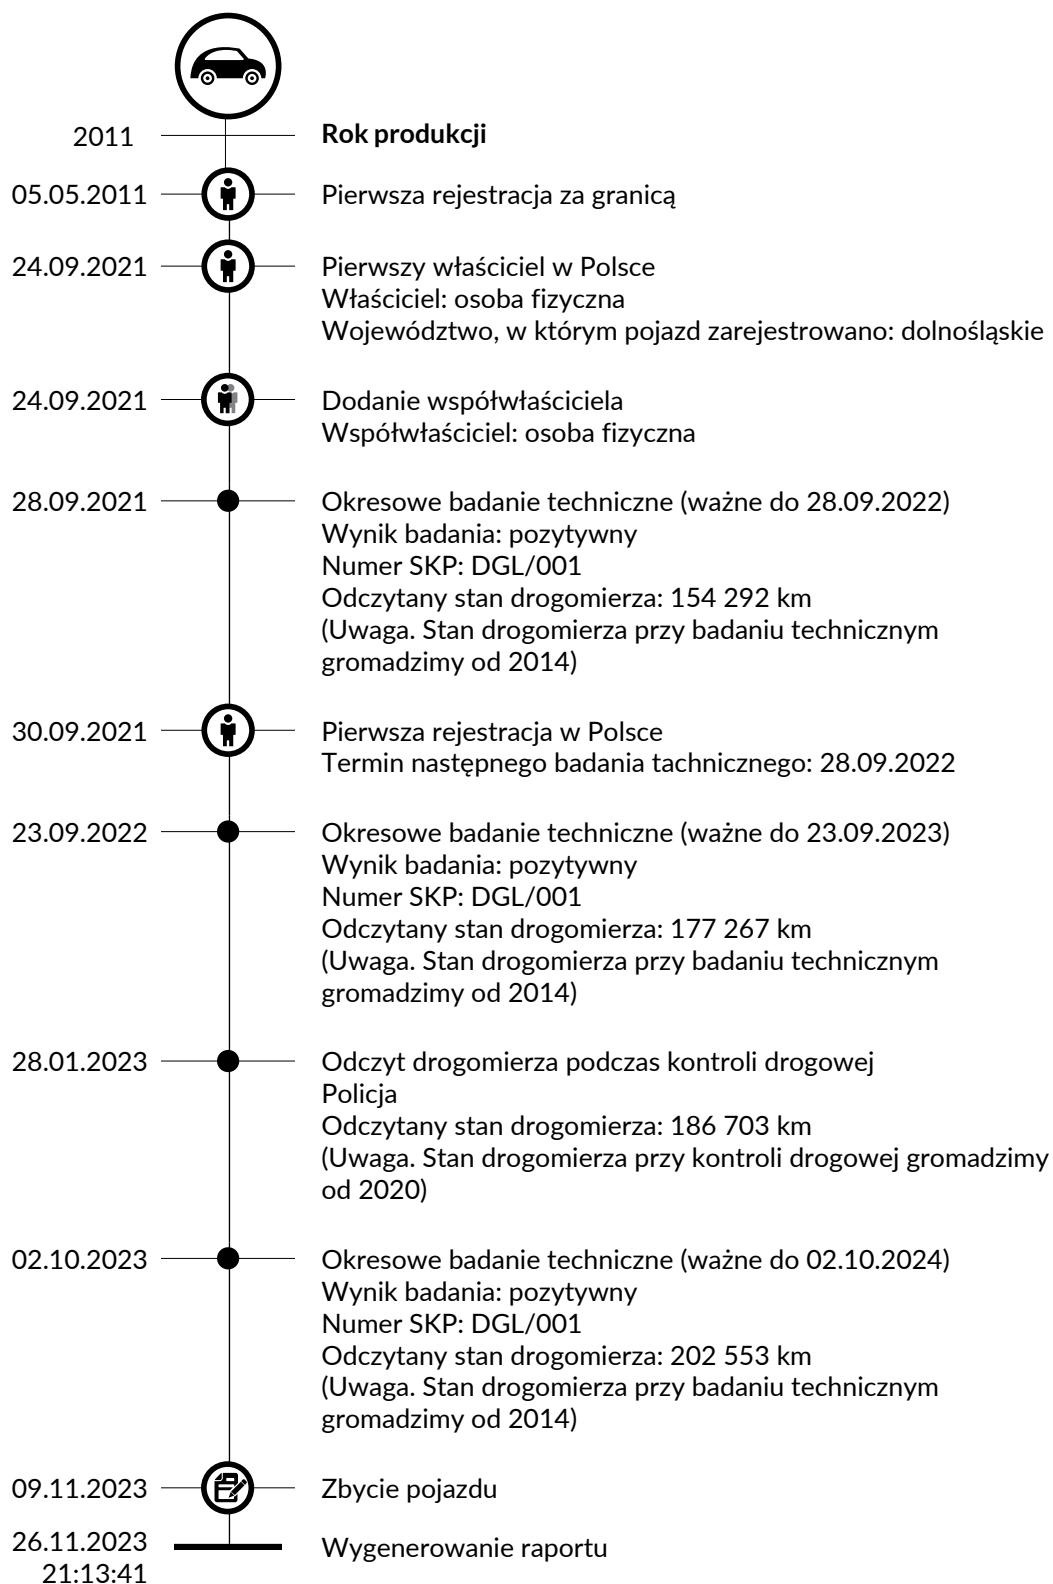 2011 Rok produkcji
05.05.2011 Pierwsza rejestracja za granicą
24.09.2021 Pierwszy właściciel w Polsce
Właściciel: osoba fizyczna
Województwo, w którym pojazd zarejestrowano: dolnośląskie
24.09.2021 Dodanie współwłaściciela
Współwłaściciel: osoba fizyczna
28.09.2021 Okresowe badanie techniczne (ważne do 28.09.2022)
Wynik badania: pozytywny
Numer SKP: DGL/001
Odczytany stan drogomierza: 154 292 km
(Uwaga. Stan drogomierza przy badaniu technicznym
gromadzimy od 2014)
30.09.2021 Pierwsza rejestracja w Polsce
Termin następnego badania tachnicznego: 28.09.2022
23.09.2022 Okresowe badanie techniczne (ważne do 23.09.2023)
Wynik badania: pozytywny
Numer SKP: DGL/001
Odczytany stan drogomierza: 177 267 km
(Uwaga. Stan drogomierza przy badaniu technicznym
gromadzimy od 2014)
28.01.2023 Odczyt drogomierza podczas kontroli drogowej
Policja
Odczytany stan drogomierza: 186 703 km
(Uwaga. Stan drogomierza przy kontroli drogowej gromadzimy
od 2020)
02.10.2023 Okresowe badanie techniczne (ważne do 02.10.2024)
Wynik badania: pozytywny
Numer SKP: DGL/001
Odczytany stan drogomierza: 202 553 km
(Uwaga. Stan drogomierza przy badaniu technicznym
gromadzimy od 2014)
09.11.2023 Zbycie pojazdu
26.11.2023 Wygenerowanie raportu
21:13:41